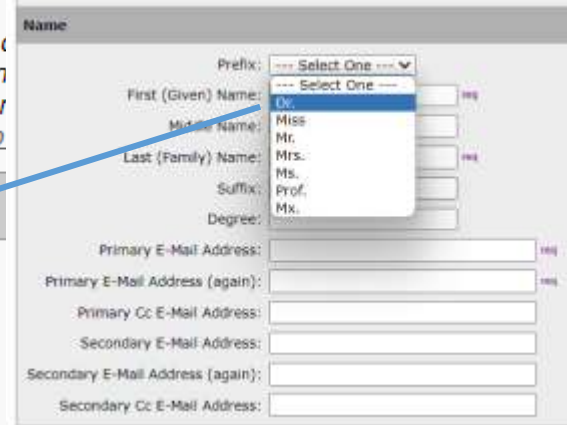 Name
Prefix: --- Select One ---
--- Select One ---
Dr.
Miss
Mr.
Mrs.
Ms.
Prof.
Mx.
First (Given) Name: req
Middle Name:
Last (Family) Name: req
Suffix:
Degree:
Primary E-Mail Address: req
Primary E-Mail Address (again): req
Primary Cc E-Mail Address:
Secondary E-Mail Address:
Secondary E-Mail Address (again):
Secondary Cc E-Mail Address: